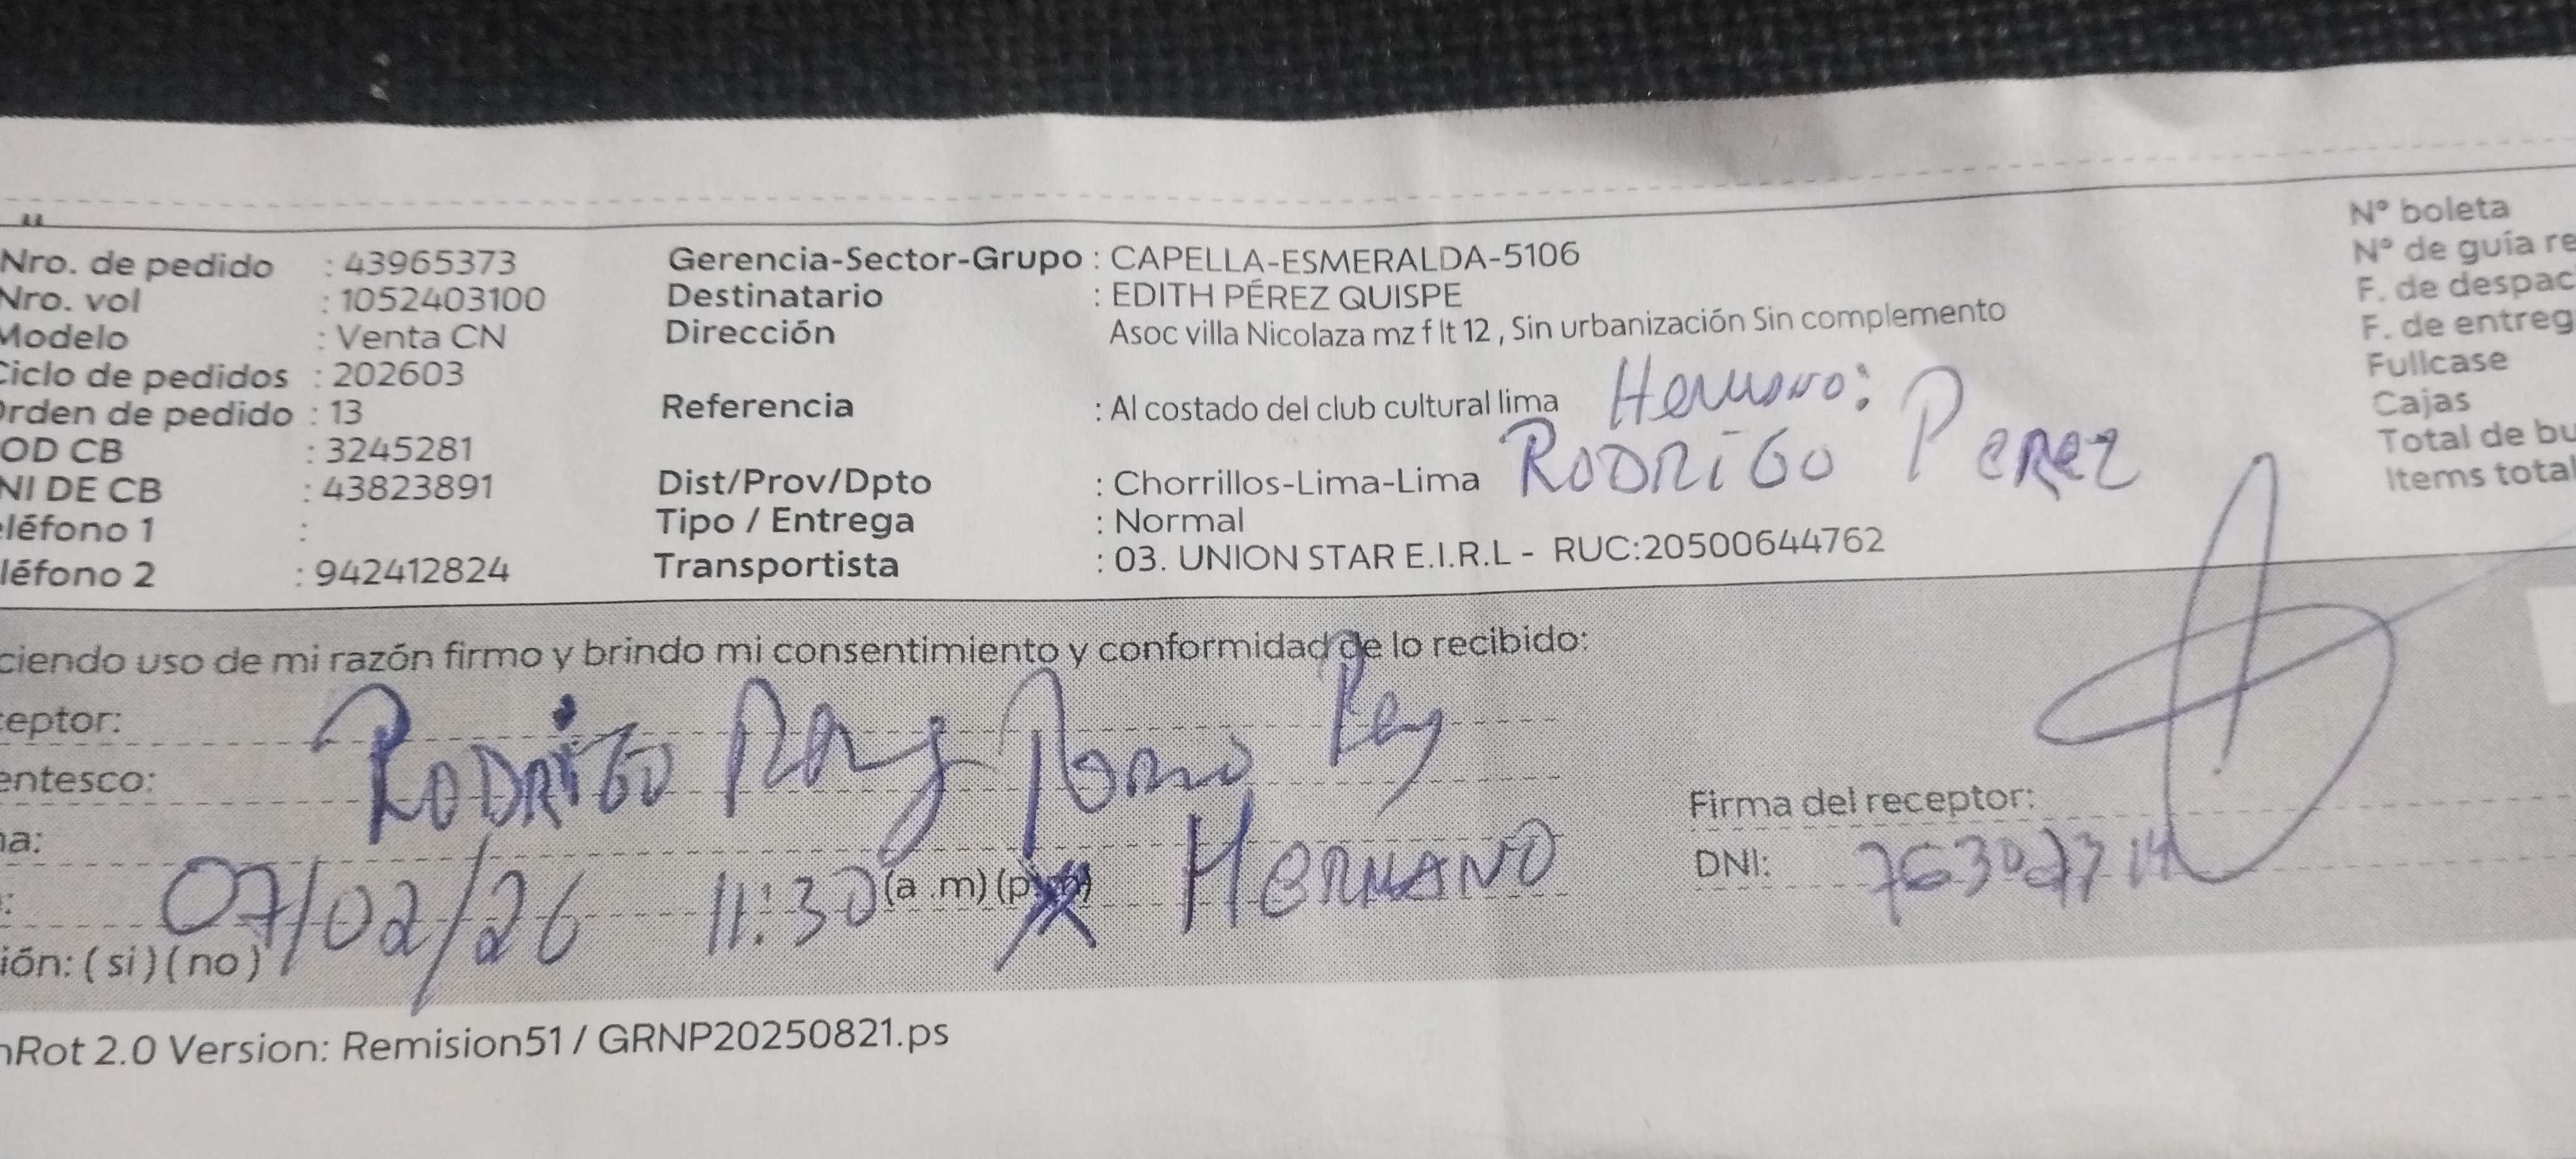 Nro. de pedido : 43965373
Nro. vol : 1052403100
Modelo : Venta CN
Ciclo de pedidos : 202603
Orden de pedido : 13
OD CB : 3245281
NI DE CB : 43823891
eléfono 1 :
léfono 2 : 942412824
Gerencia-Sector-Grupo : CAPELLA-ESMERALDA-5106
Destinatario : EDITH PÉREZ QUISPE
Dirección Asoc villa Nicolaza mz f lt 12 , Sin urbanización Sin complemento
Referencia : Al costado del club cultural lima
Dist/Prov/Dpto : Chorrillos-Lima-Lima
Tipo / Entrega : Normal
Transportista : 03. UNION STAR E.I.R.L - RUC:20500644762
Hermano:
RODRIGO PEREZ
N° boleta
N° de guía re
F. de despac
F. de entreg
Fullcase
Cajas
Total de bu
Items total
ciendo uso de mi razón firmo y brindo mi consentimiento y conformidad de lo recibido:
ceptor:
RODRIGO
entesco:
HERMANO
na:
07/02/26 11:30 (a .m) (p
:
ión: ( si ) ( no )
Firma del receptor:
DNI:
nRot 2.0 Version: Remision51 / GRNP20250821.ps